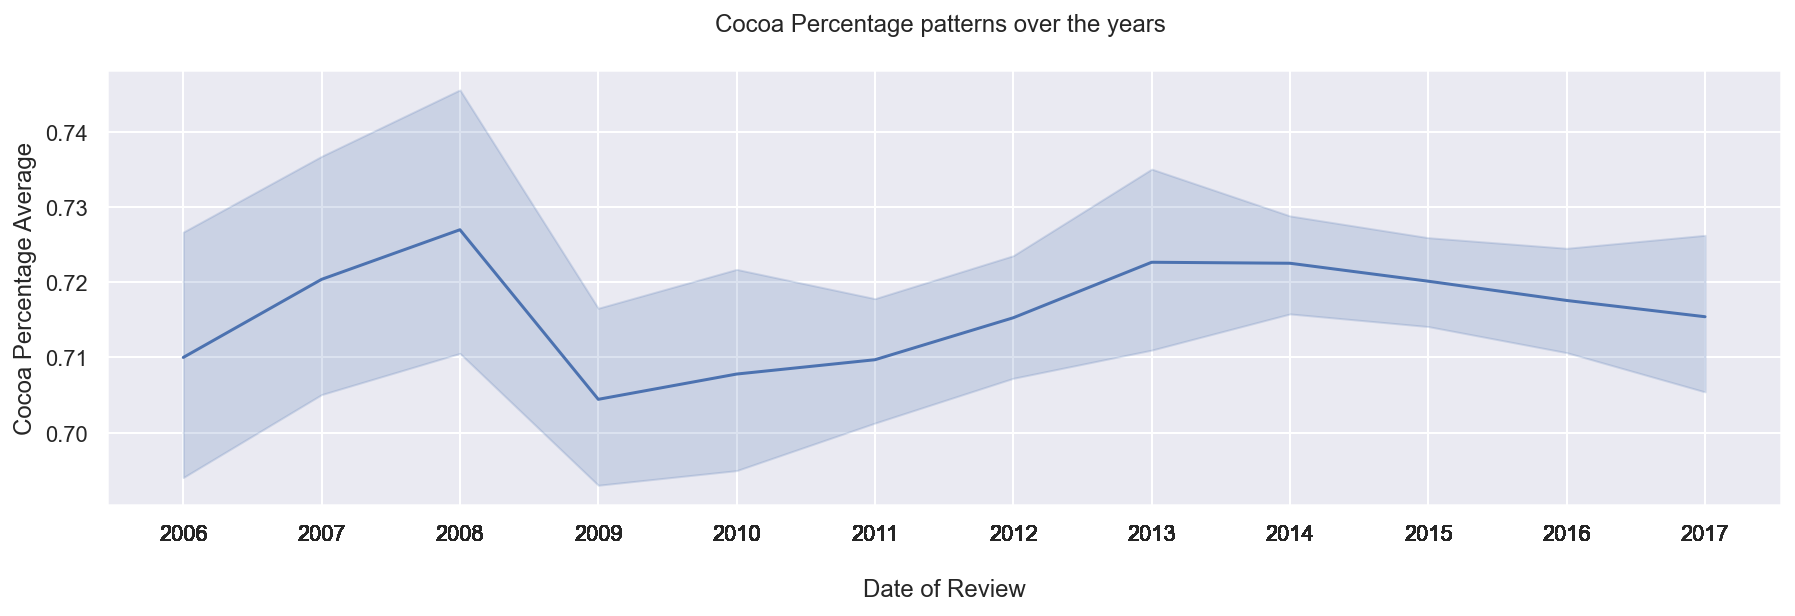 Cocoa Percentage patterns over the years
Cocoa Percentage Average
0.74
0.73
0.72
0.71
0.70
2006 2007 2008 2009 2010 2011 2012 2013 2014 2015 2016 2017
Date of Review